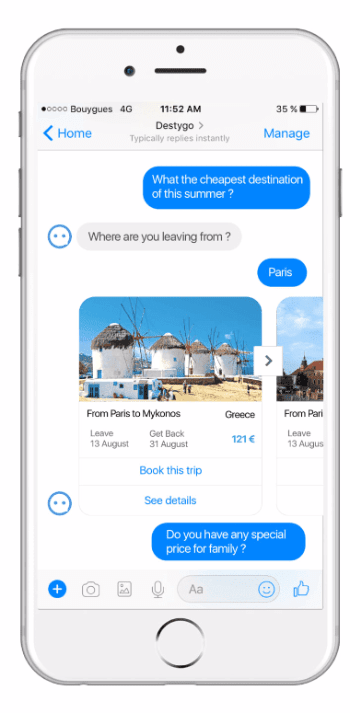 Bouygues 4G 11:52 AM 35 %
Home Destygo > Manage
Typically replies instantly
What the cheapest destination
of this summer ?
Where are you leaving from ?
Paris
From Paris to Mykonos Greece
Leave Get Back
13 August 31 August 121 €
Book this trip
See details
From Pari
Leave
13 Augus
Do you have any special
price for family ?
Aa